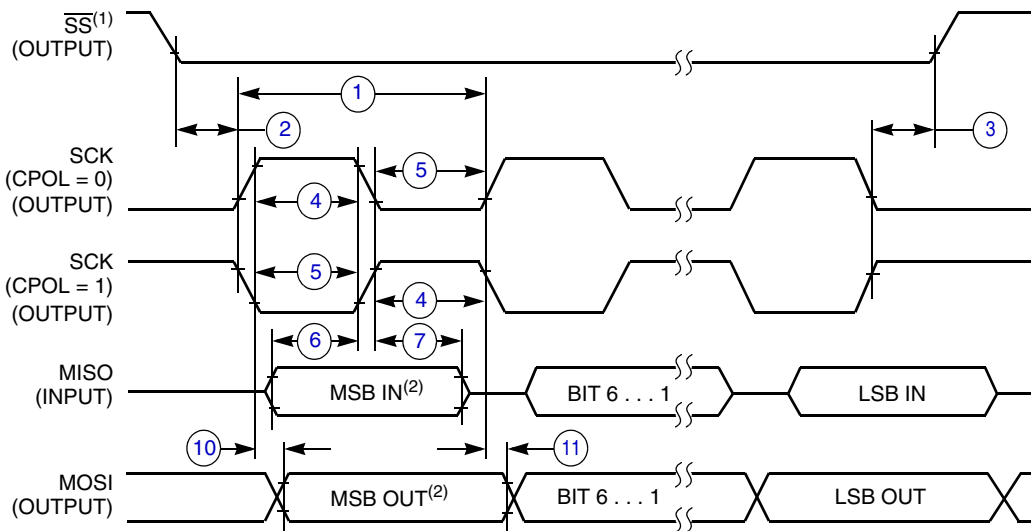 SS(1)
(OUTPUT)
1
2
3
SCK
(CPOL = 0)
(OUTPUT)
5
4
SCK
(CPOL = 1)
(OUTPUT)
5
4
6
7
MISO
(INPUT)
MSB IN(2)
BIT 6 . . . 1
LSB IN
10
11
MOSI
(OUTPUT)
MSB OUT(2)
BIT 6 . . . 1
LSB OUT